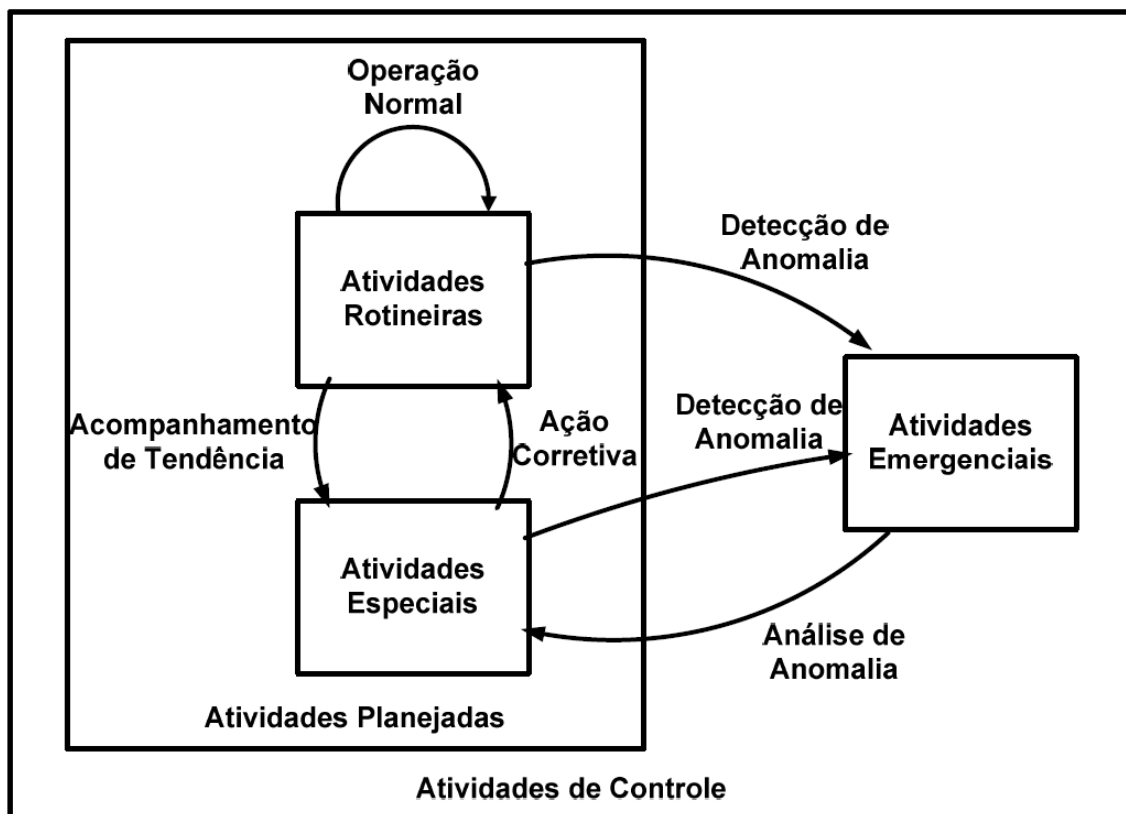 Operação
Normal
Detecção de
Anomalia
Atividades
Rotineiras
Acompanhamento
de Tendência
Ação
Corretiva
Detecção de
Anomalia
Atividades
Emergenciais
Atividades
Especiais
Análise de
Anomalia
Atividades Planejadas
Atividades de Controle